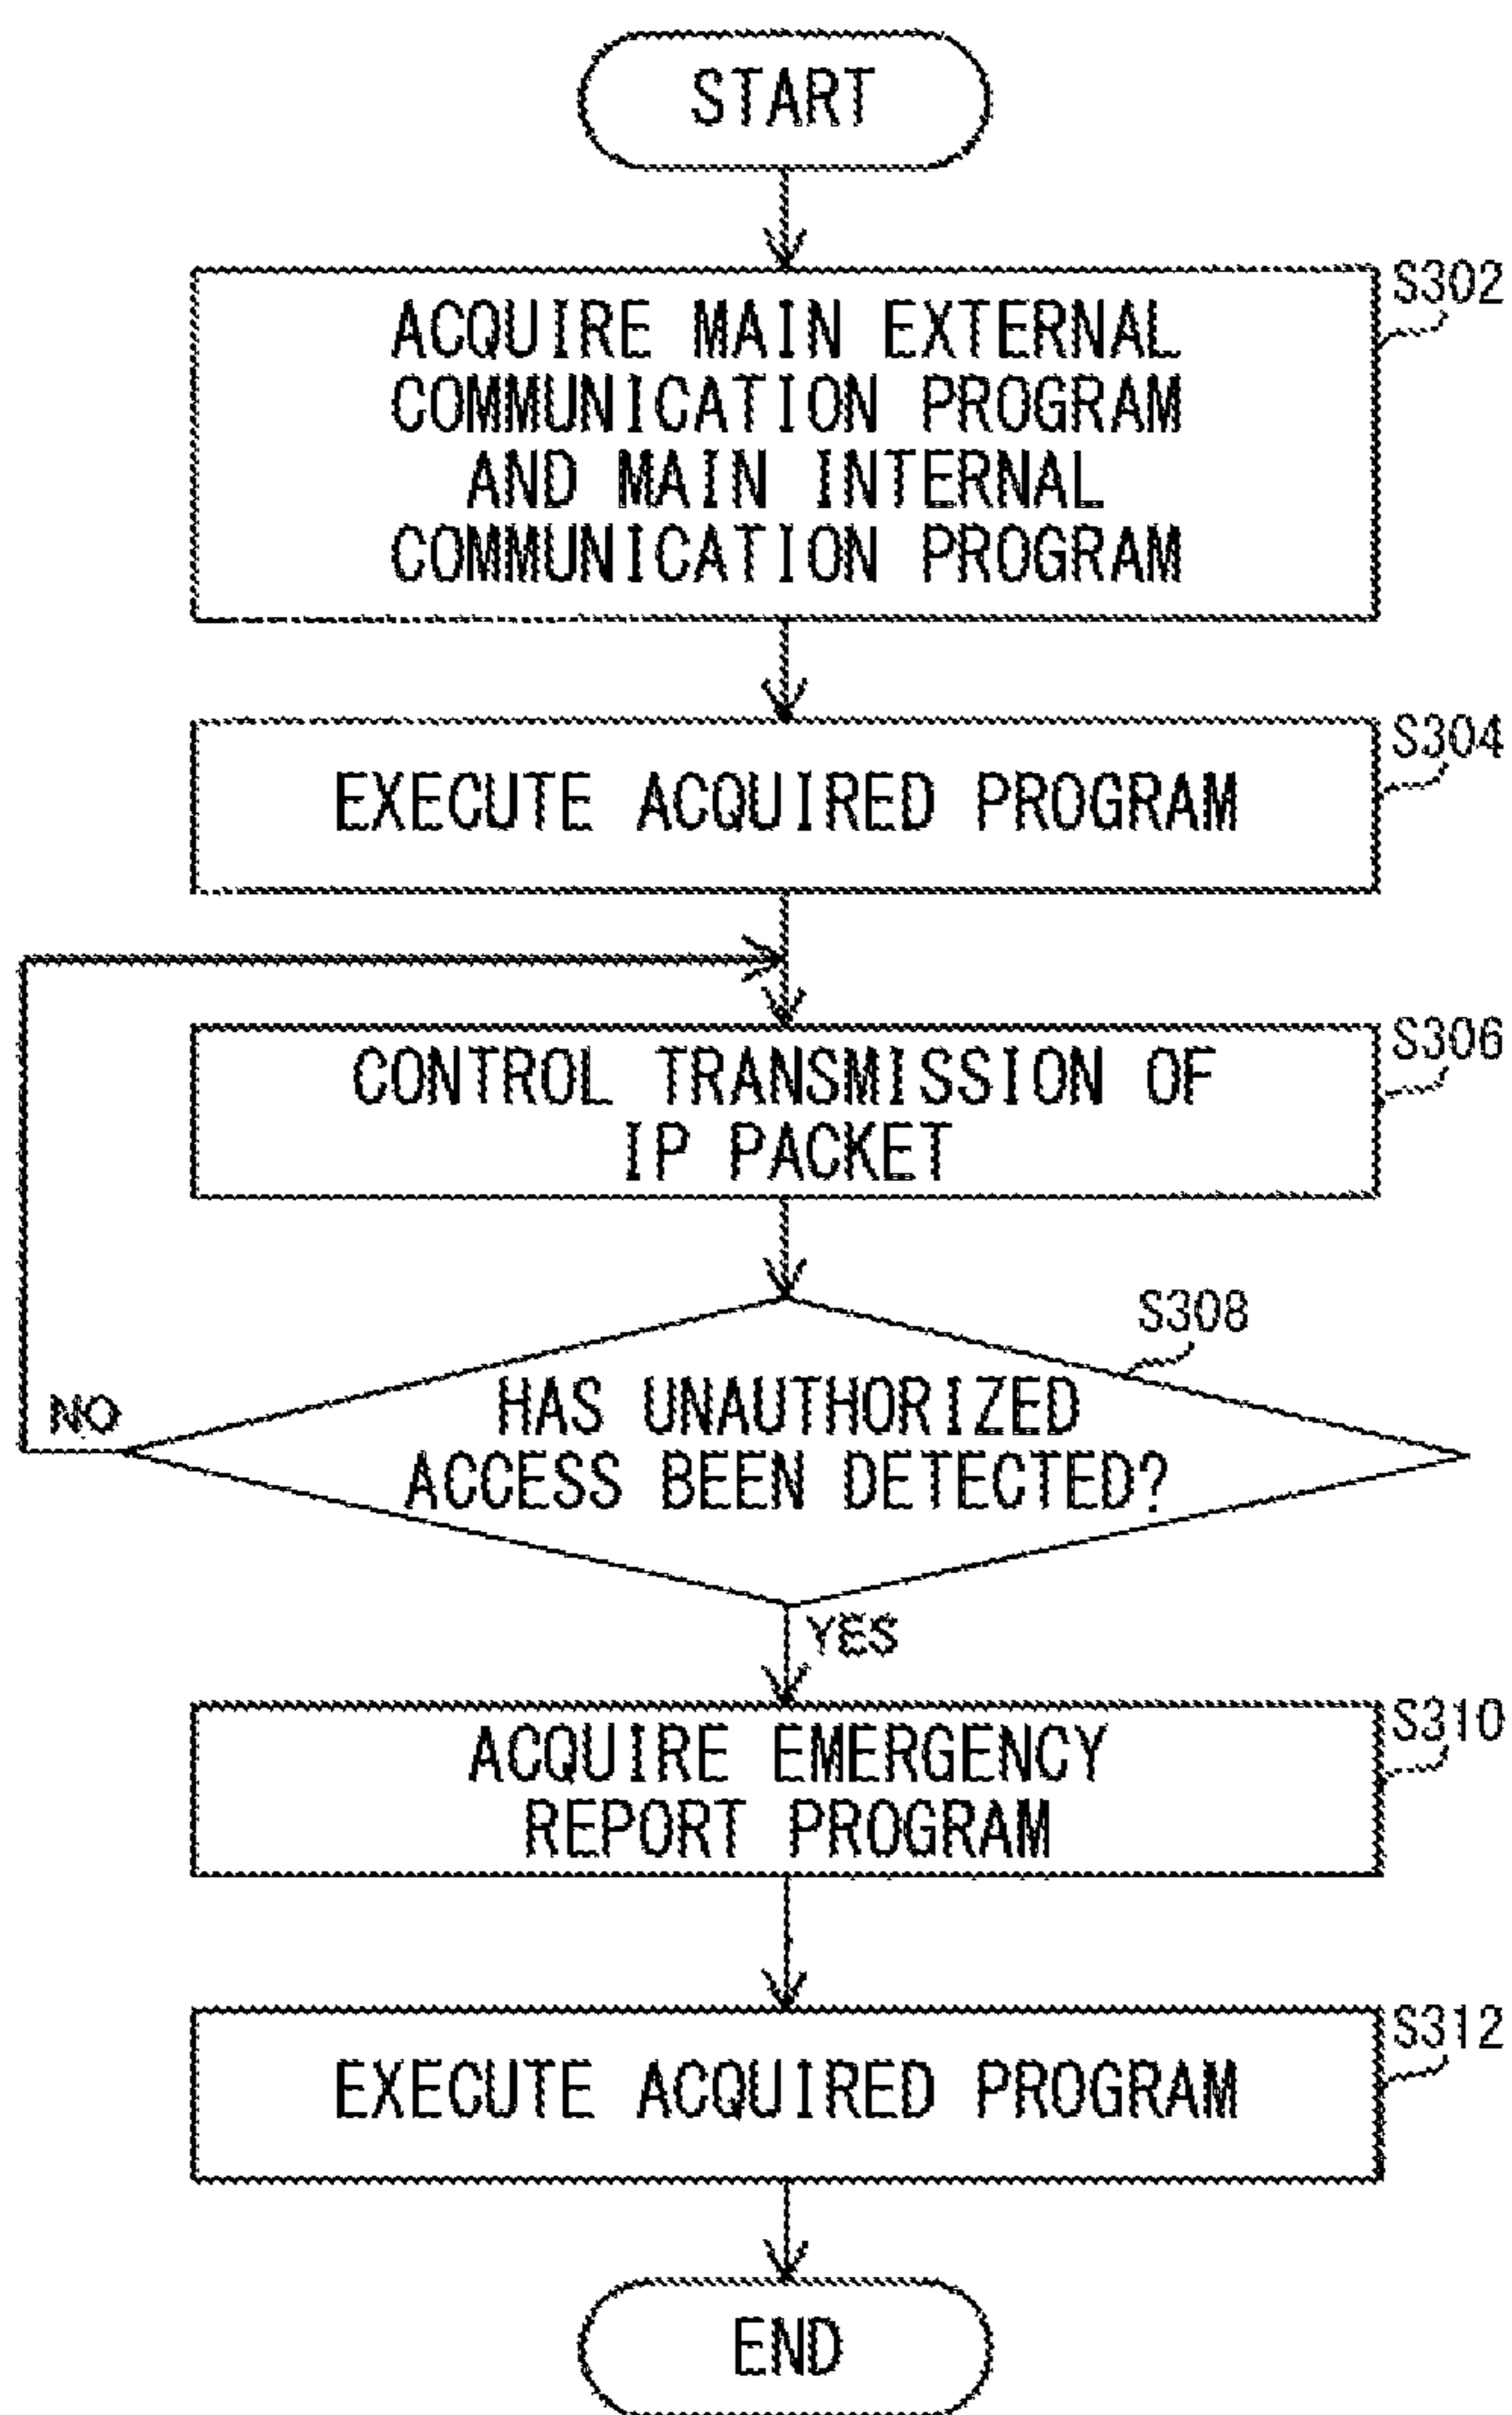 START
S302
ACQUIRE MAIN EXTERNAL
COMMUNICATION PROGRAM
AND MAIN INTERNAL
COMMUNICATION PROGRAM
S304
EXECUTE ACQUIRED PROGRAM
S306
CONTROL TRANSMISSION OF
IP PACKET
S308
HAS UNAUTHORIZED
ACCESS BEEN DETECTED?
NO
YES
S310
ACQUIRE EMERGENCY
REPORT PROGRAM
S312
EXECUTE ACQUIRED PROGRAM
END